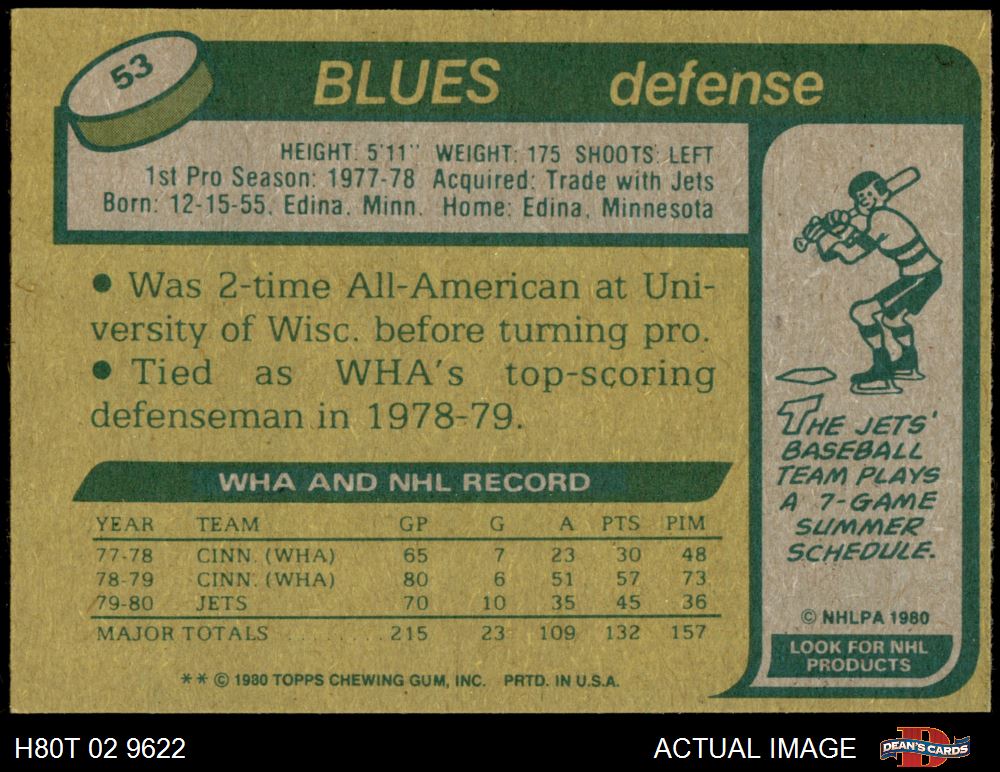 53
BLUES defense
HEIGHT: 5'11" WEIGHT: 175 SHOOTS: LEFT
1st Pro Season: 1977-78 Acquired: Trade with Jets
Born: 12-15-55, Edina, Minn. Home: Edina, Minnesota
• Was 2-time All-American at Uni-
versity of Wisc. before turning pro.
• Tied as WHA's top-scoring
defenseman in 1978-79.
WHA AND NHL RECORD
YEAR TEAM GP G A PTS PIM
77-78 CINN. (WHA) 65 7 23 30 48
78-79 CINN. (WHA) 80 6 51 57 73
79-80 JETS 70 10 35 45 36
MAJOR TOTALS ........... 215 23 109 132 157
** © 1980 TOPPS CHEWING GUM, INC. PRTD. IN U.S.A.
THE JETS'
BASEBALL
TEAM PLAYS
A 7-GAME
SUMMER
SCHEDULE.
© NHLPA 1980
LOOK FOR NHL
PRODUCTS
H80T 02 9622
ACTUAL IMAGE
D
DEAN'S CARDS